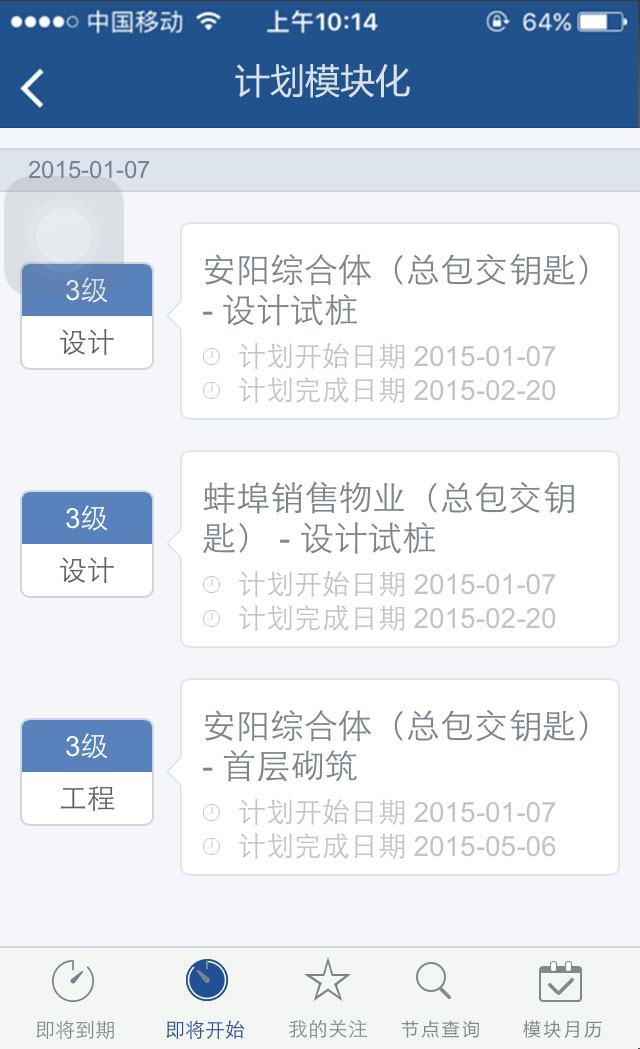 中国移动 上午10:14 64%
计划模块化
2015-01-07
3级
设计
安阳综合体（总包交钥匙）
- 设计试桩
计划开始日期 2015-01-07
计划完成日期 2015-02-20
3级
设计
蚌埠销售物业（总包交钥
匙） - 设计试桩
计划开始日期 2015-01-07
计划完成日期 2015-02-20
3级
工程
安阳综合体（总包交钥匙）
- 首层砌筑
计划开始日期 2015-01-07
计划完成日期 2015-05-06
即将到期 即将开始 我的关注 节点查询 模块月历